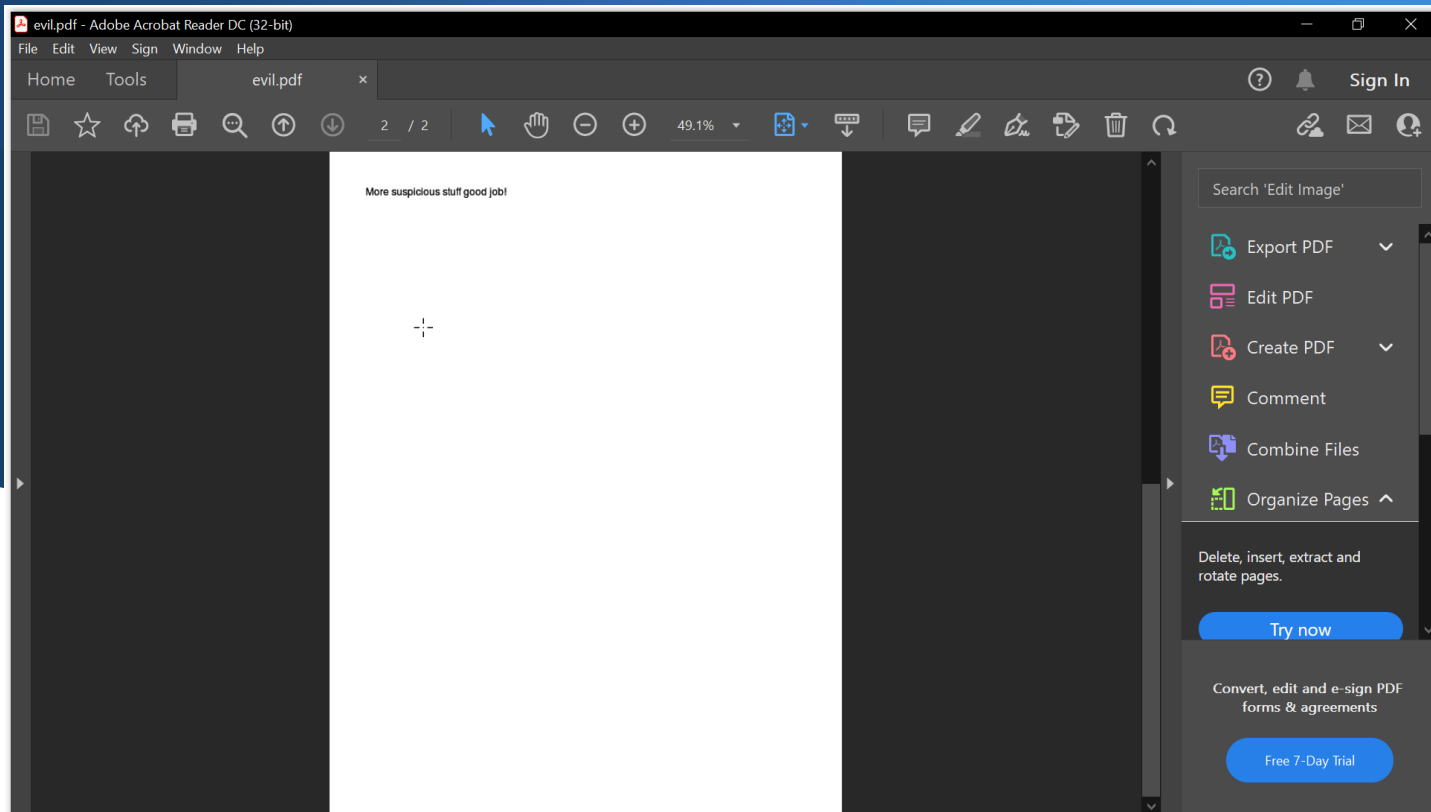 evil.pdf - Adobe Acrobat Reader DC (32-bit)
File Edit View Sign Window Help
Home Tools evil.pdf × ? Sign In
2 / 2 49.1%
More suspicious stuff good job!
Search 'Edit Image'
Export PDF
Edit PDF
Create PDF
Comment
Combine Files
Organize Pages
Delete, insert, extract and
rotate pages.
Try now
Convert, edit and e-sign PDF
forms & agreements
Free 7-Day Trial